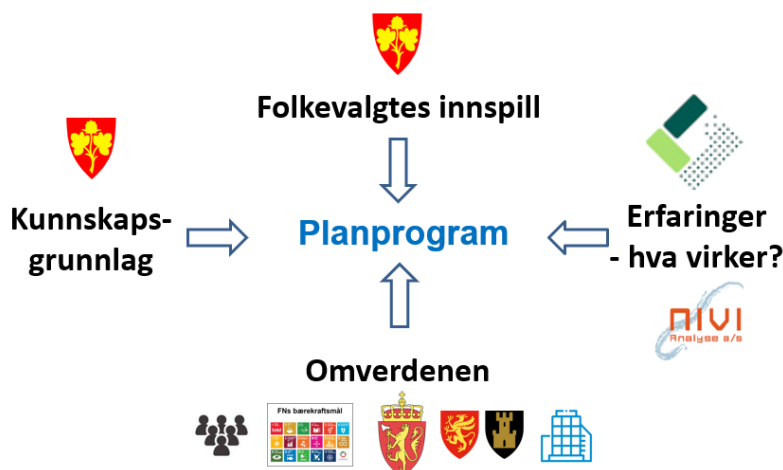 Folkevalgtes innspill
Kunnskaps-
grunnlag
Planprogram
Erfaringer
- hva virker?
NIVI
Analyse a/s
Omverdenen
FNs bærekraftsmål